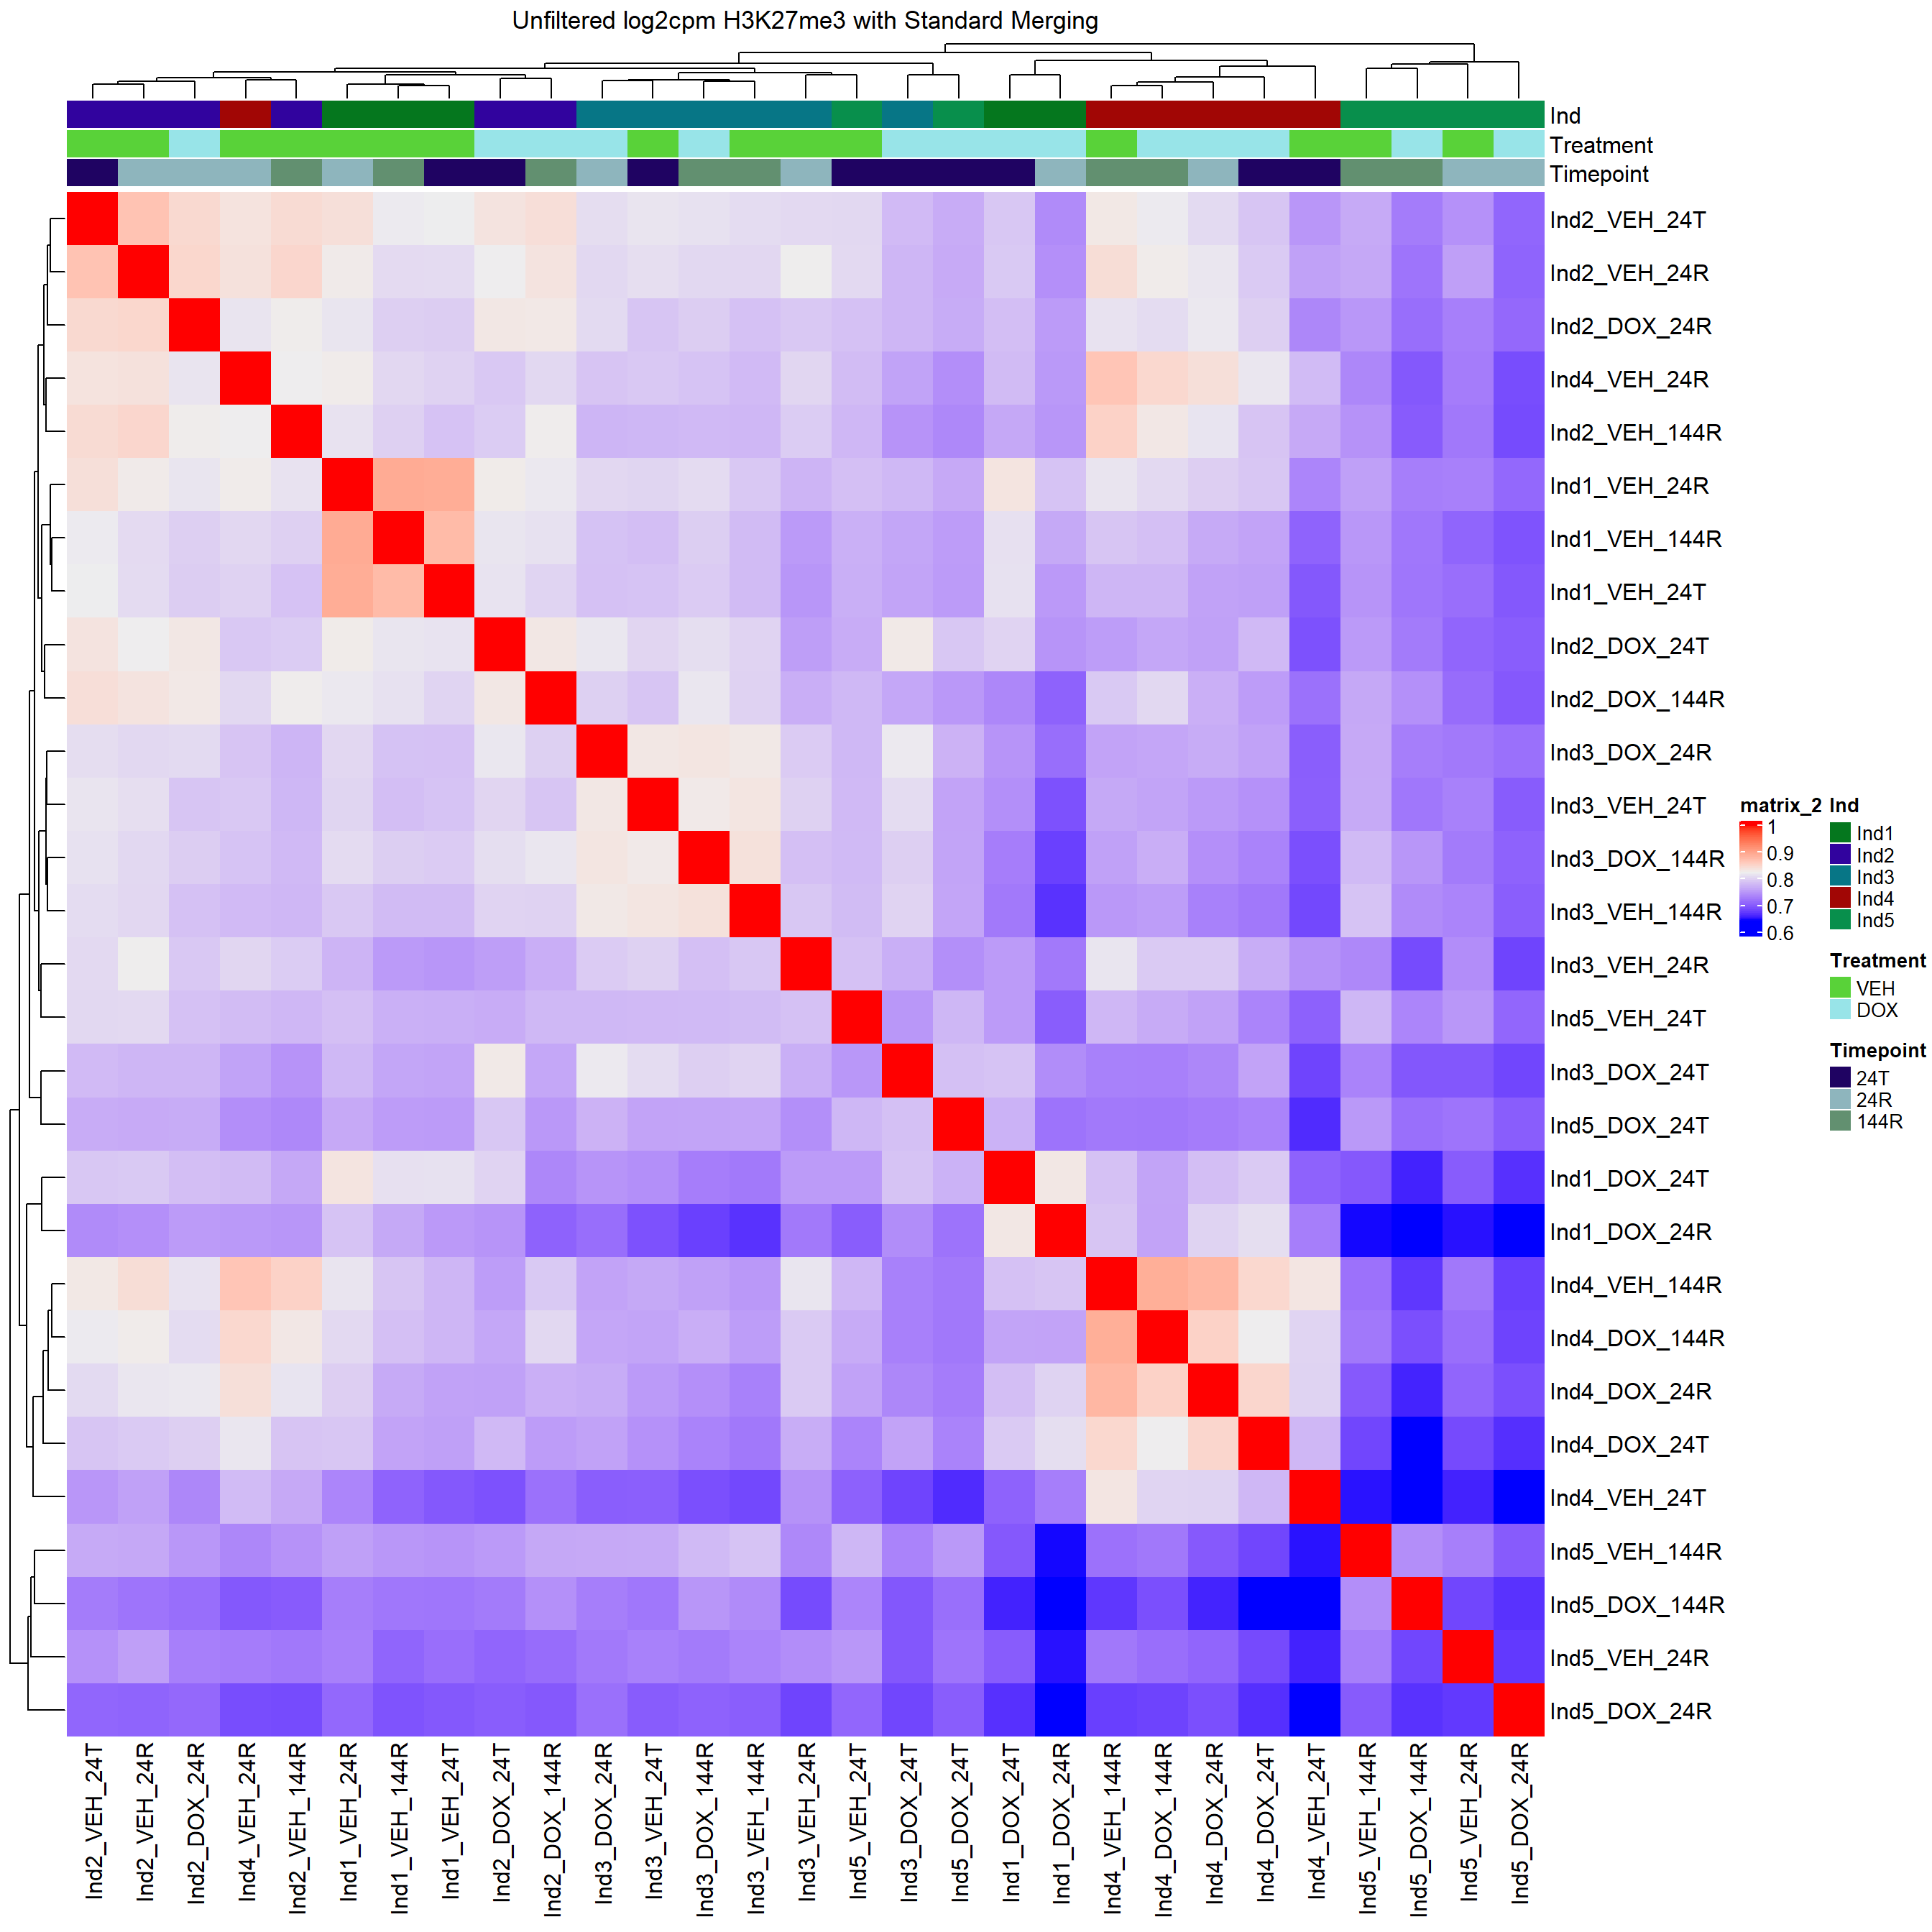 Unfiltered log2cpm H3K27me3 with Standard Merging
Ind
Treatment
Timepoint
Ind2_VEH_24T
Ind2_VEH_24R
Ind2_DOX_24R
Ind4_VEH_24R
Ind2_VEH_144R
Ind1_VEH_24R
Ind1_VEH_144R
Ind1_VEH_24T
Ind2_DOX_24T
Ind2_DOX_144R
Ind3_DOX_24R
Ind3_VEH_24T
Ind3_DOX_144R
Ind3_VEH_144R
Ind3_VEH_24R
Ind5_VEH_24T
Ind3_DOX_24T
Ind5_DOX_24T
Ind1_DOX_24T
Ind1_DOX_24R
Ind4_VEH_144R
Ind4_DOX_144R
Ind4_DOX_24R
Ind4_DOX_24T
Ind4_VEH_24T
Ind5_VEH_144R
Ind5_DOX_144R
Ind5_VEH_24R
Ind5_DOX_24R
matrix_2
1
0.9
0.8
0.7
0.6
Ind
Ind1
Ind2
Ind3
Ind4
Ind5
Treatment
VEH
DOX
Timepoint
24T
24R
144R
Ind2_VEH_24T
Ind2_VEH_24R
Ind2_DOX_24R
Ind4_VEH_24R
Ind2_VEH_144R
Ind1_VEH_24R
Ind1_VEH_144R
Ind1_VEH_24T
Ind2_DOX_24T
Ind2_DOX_144R
Ind3_DOX_24R
Ind3_VEH_24T
Ind3_DOX_144R
Ind3_VEH_144R
Ind3_VEH_24R
Ind5_VEH_24T
Ind3_DOX_24T
Ind5_DOX_24T
Ind1_DOX_24T
Ind1_DOX_24R
Ind4_VEH_144R
Ind4_DOX_144R
Ind4_DOX_24R
Ind4_DOX_24T
Ind4_VEH_24T
Ind5_VEH_144R
Ind5_DOX_144R
Ind5_VEH_24R
Ind5_DOX_24R